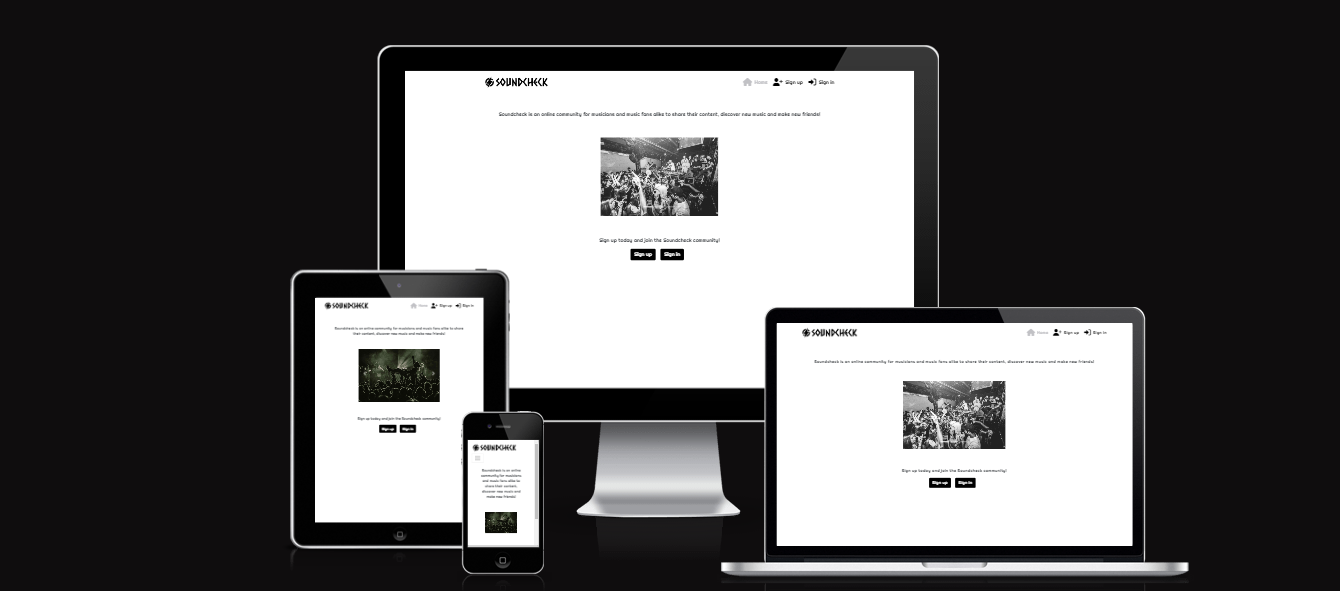 SOUNDCHECK
Home Sign up Sign in
Soundcheck is an online community for musicians and music fans alike to share their content, discover new music and make new friends!
Sign up today and join the Soundcheck community!
Sign up Sign in
SOUNDCHECK
Home Sign up Sign in
Soundcheck is an online community for musicians and music fans alike to share
their content, discover new music and make new friends!
Sign up today and join the Soundcheck community!
Sign up Sign in
SOUNDCHECK
Soundcheck is an online
community for musicians
and music fans alike to
share their content,
discover new music and
make new friends!
SOUNDCHECK
Home Sign up Sign in
Soundcheck is an online community for musicians and music fans alike to share their content, discover new music and make new friends!
Sign up today and join the Soundcheck community!
Sign up Sign in